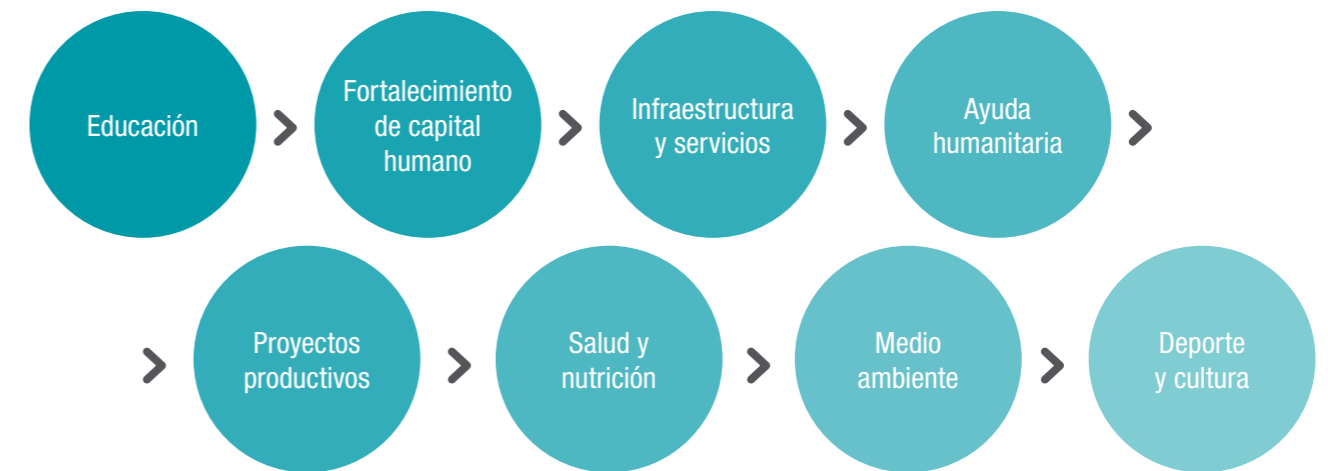 Educación
Fortalecimiento
de capital
humano
Infraestructura
y servicios
Ayuda
humanitaria
Proyectos
productivos
Salud y
nutrición
Medio
ambiente
Deporte
y cultura